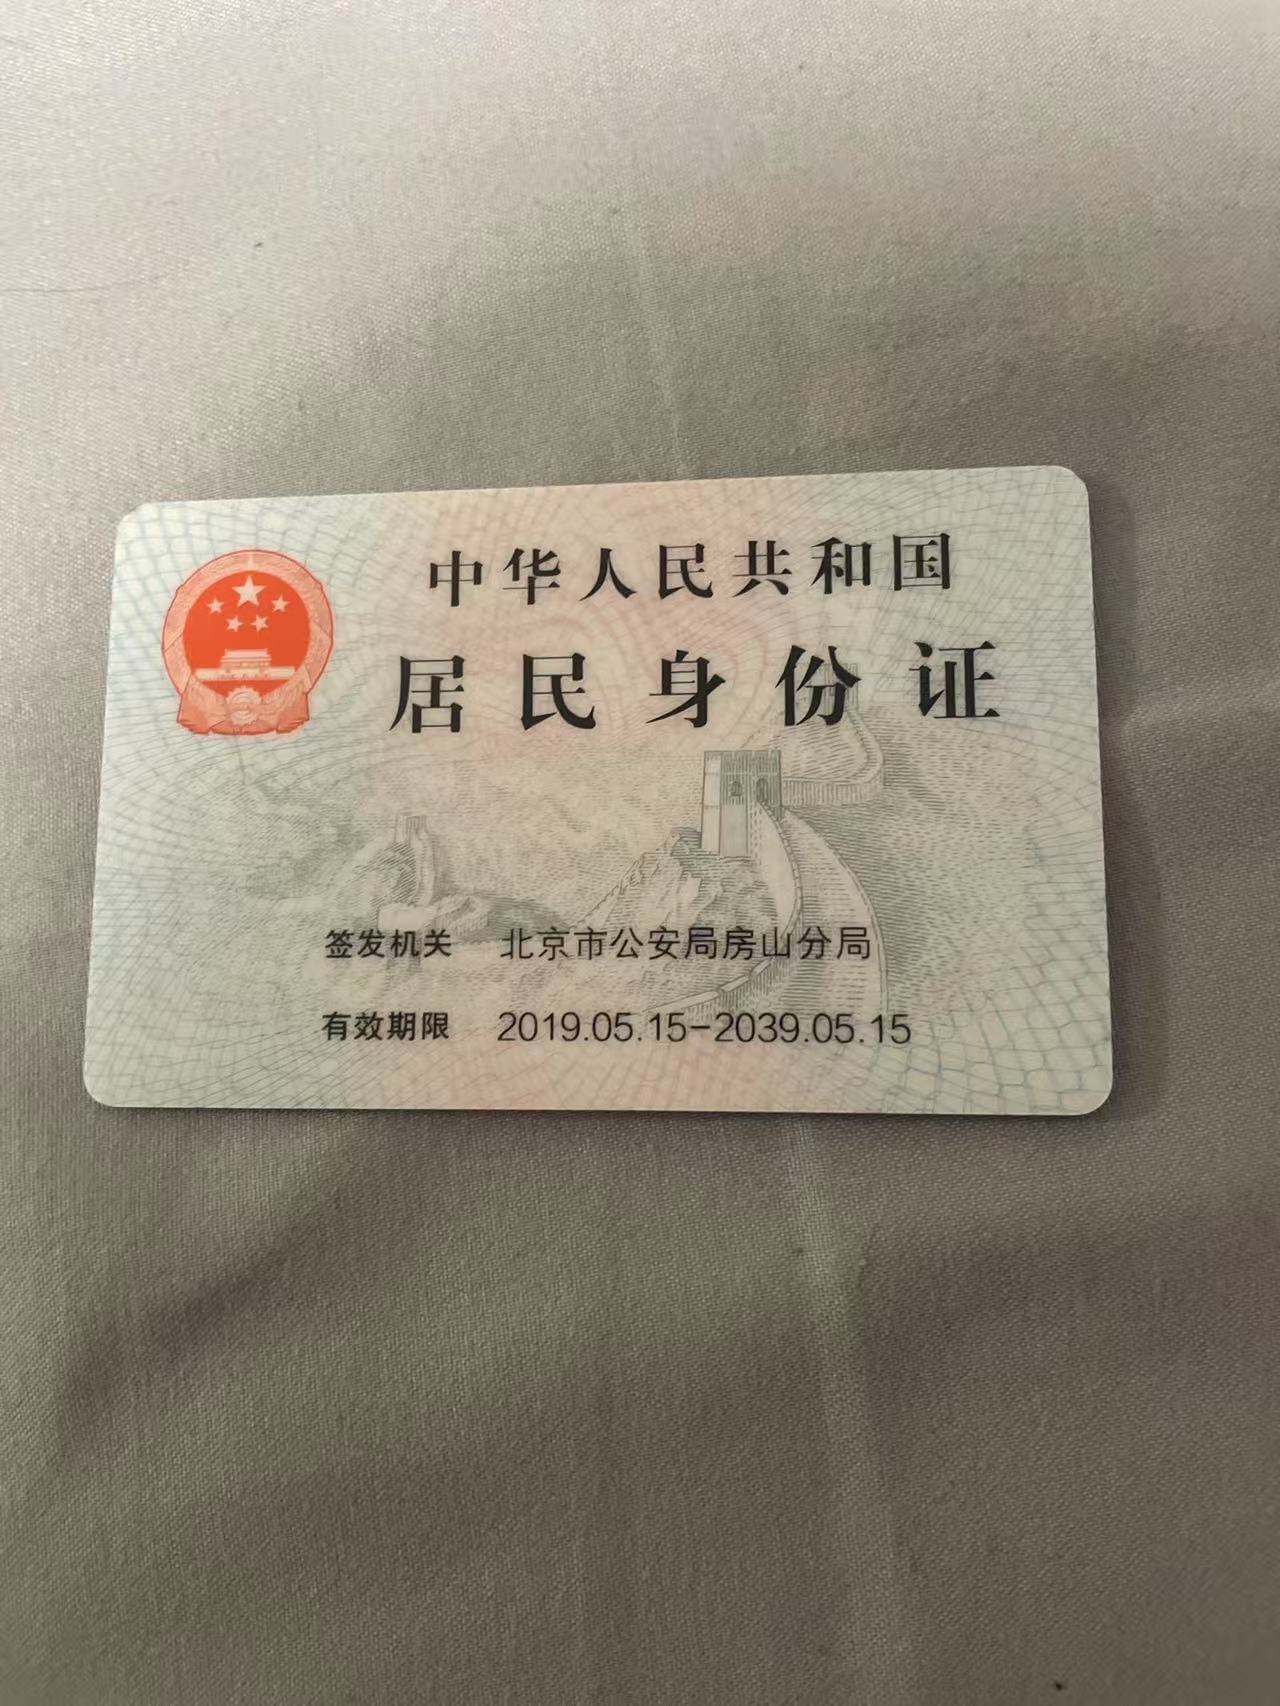 中华人民共和国
居民身份证
签发机关 北京市公安局房山分局
有效期限 2019.05.15-2039.05.15